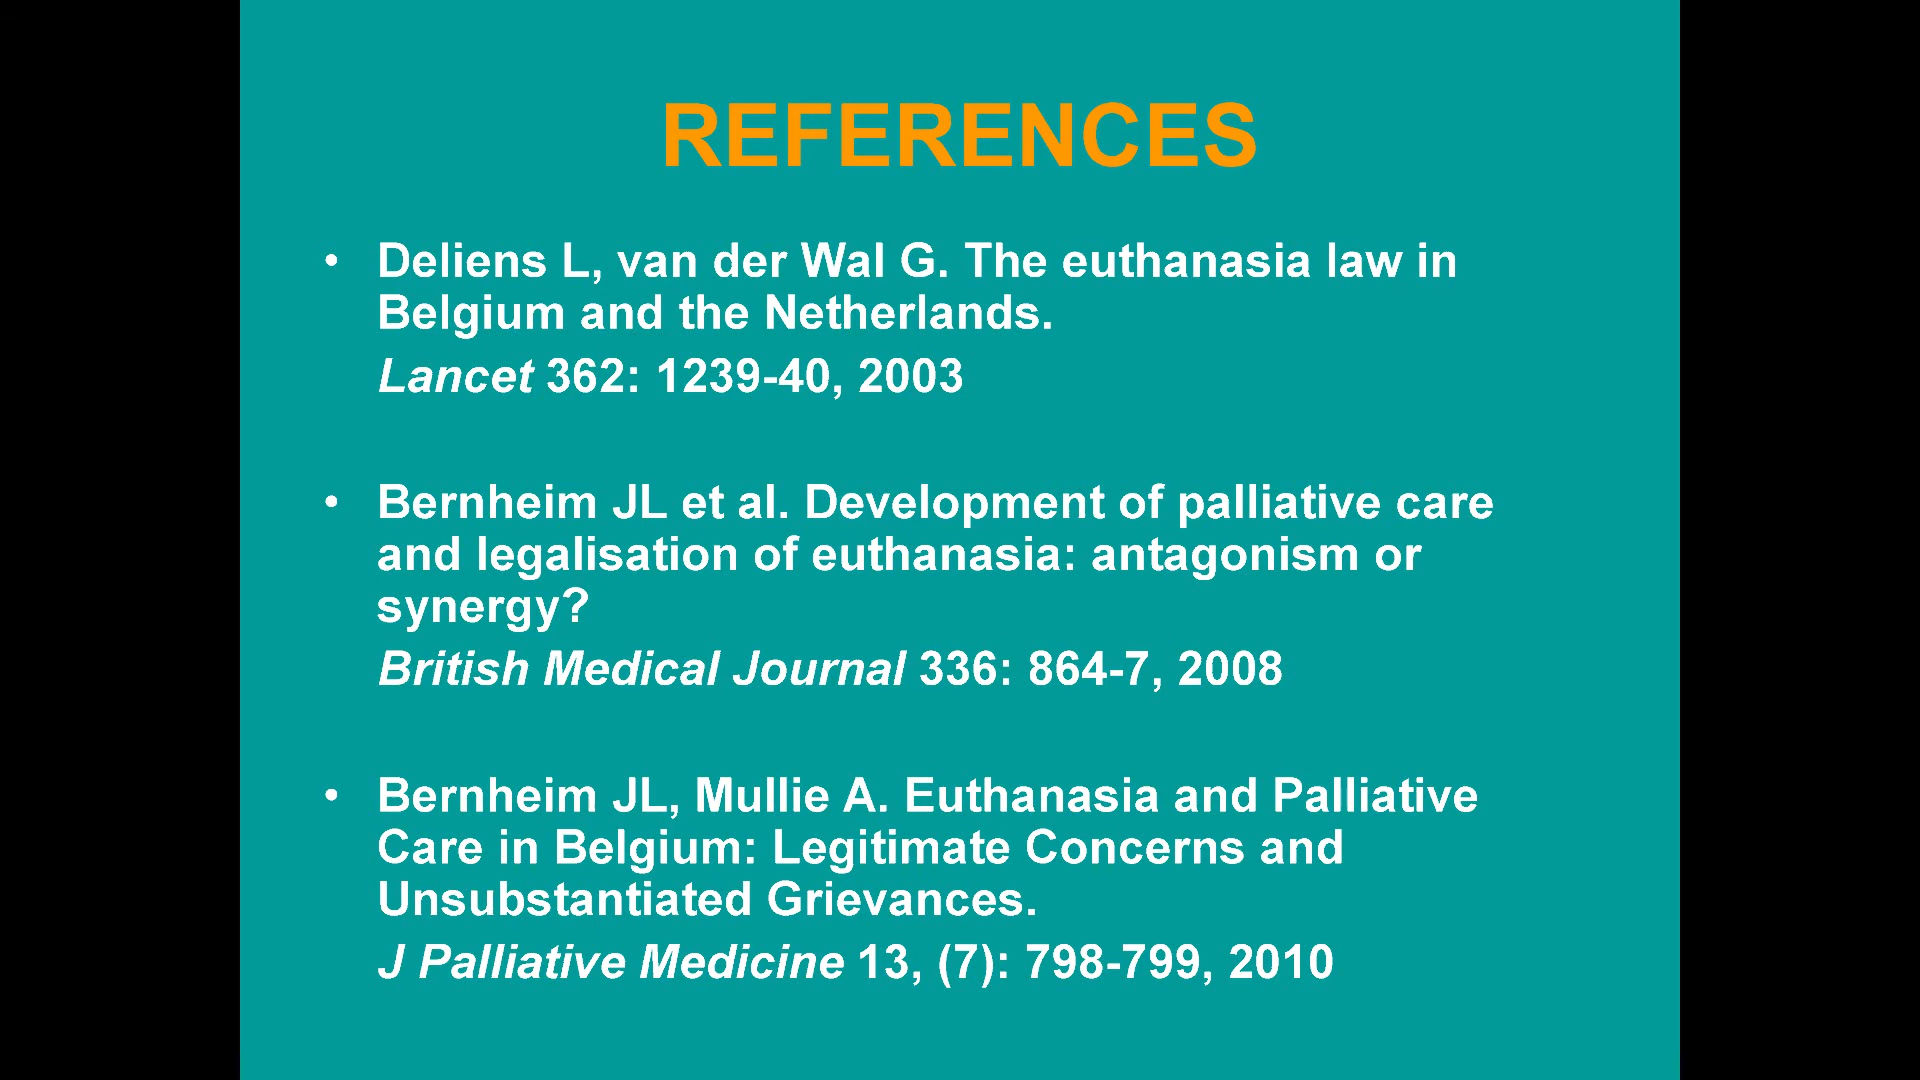 REFERENCES
• Deliens L, van der Wal G. The euthanasia law in
Belgium and the Netherlands.
Lancet 362: 1239-40, 2003
• Bernheim JL et al. Development of palliative care
and legalisation of euthanasia: antagonism or
synergy?
British Medical Journal 336: 864-7, 2008
• Bernheim JL, Mullie A. Euthanasia and Palliative
Care in Belgium: Legitimate Concerns and
Unsubstantiated Grievances.
J Palliative Medicine 13, (7): 798-799, 2010